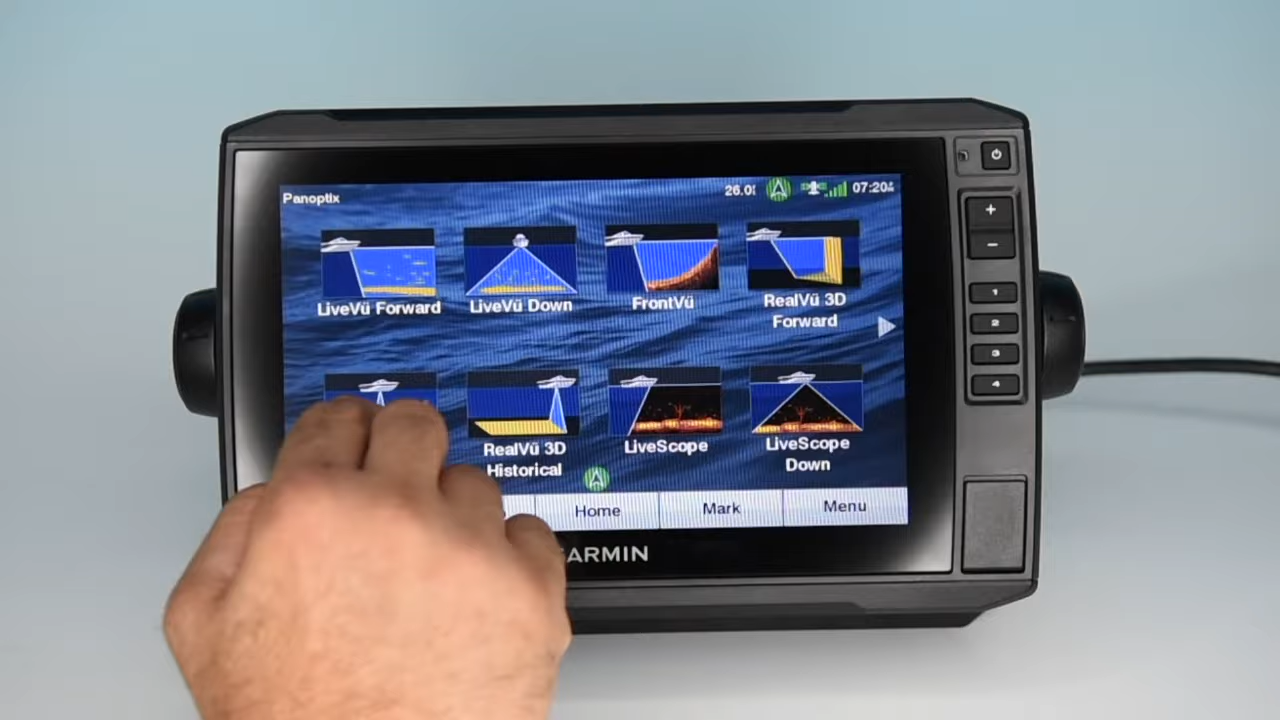 Panoptix
26.0
07:20
LiveVü Forward
LiveVü Down
FrontVü
RealVü 3D
Forward
RealVü 3D
Historical
LiveScope
LiveScope
Down
Home
Mark
Menu
GARMIN
+
−
1
2
3
4